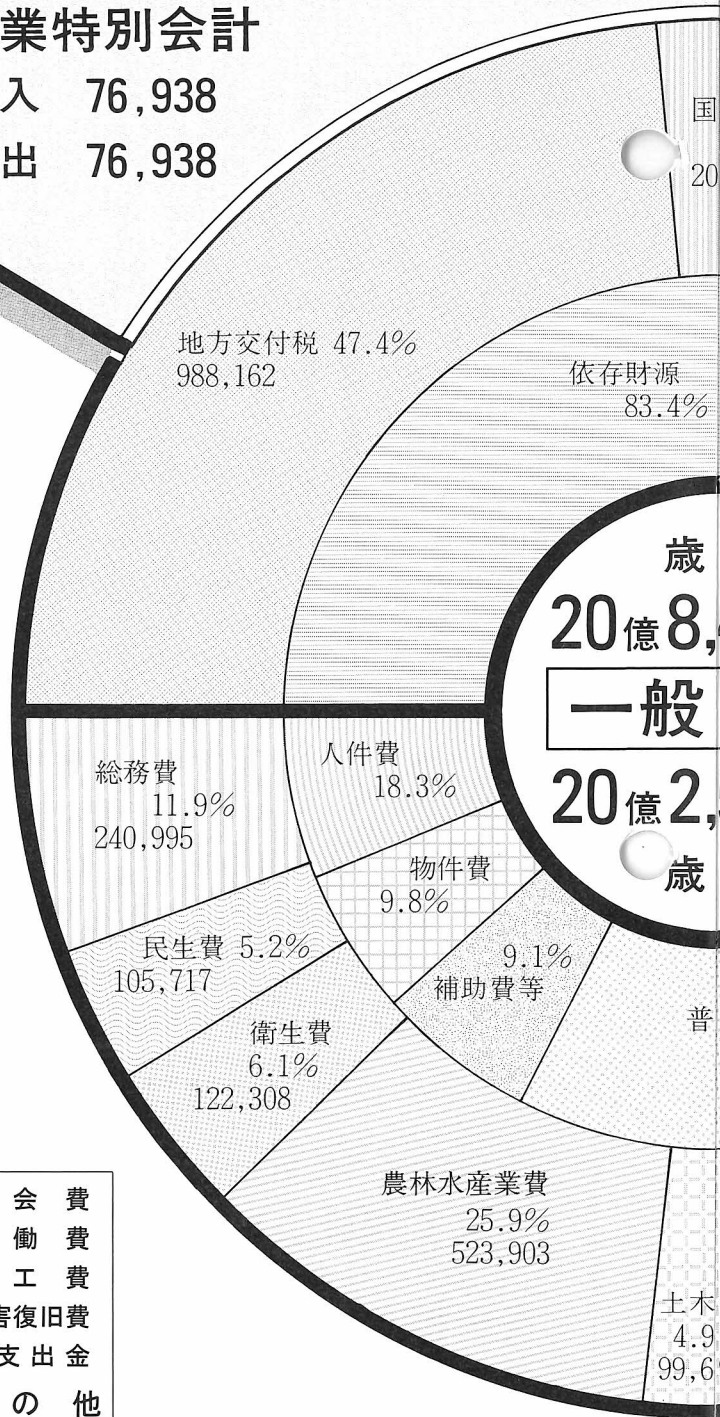 業特別会計
入 76,938
出 76,938
国
20
地方交付税 47.4%
988,162
依存財源
83.4%
歳
20億8,
一般
20億2,
歳
人件費
18.3%
総務費
11.9%
240,995
物件費
9.8%
民生費 5.2%
105,717
9.1%
補助費等
普
衛生費
6.1%
122,308
農林水産業費
25.9%
523,903
土木
4.9
99,6
会費
働費
工費
害復旧費
支出金
の他